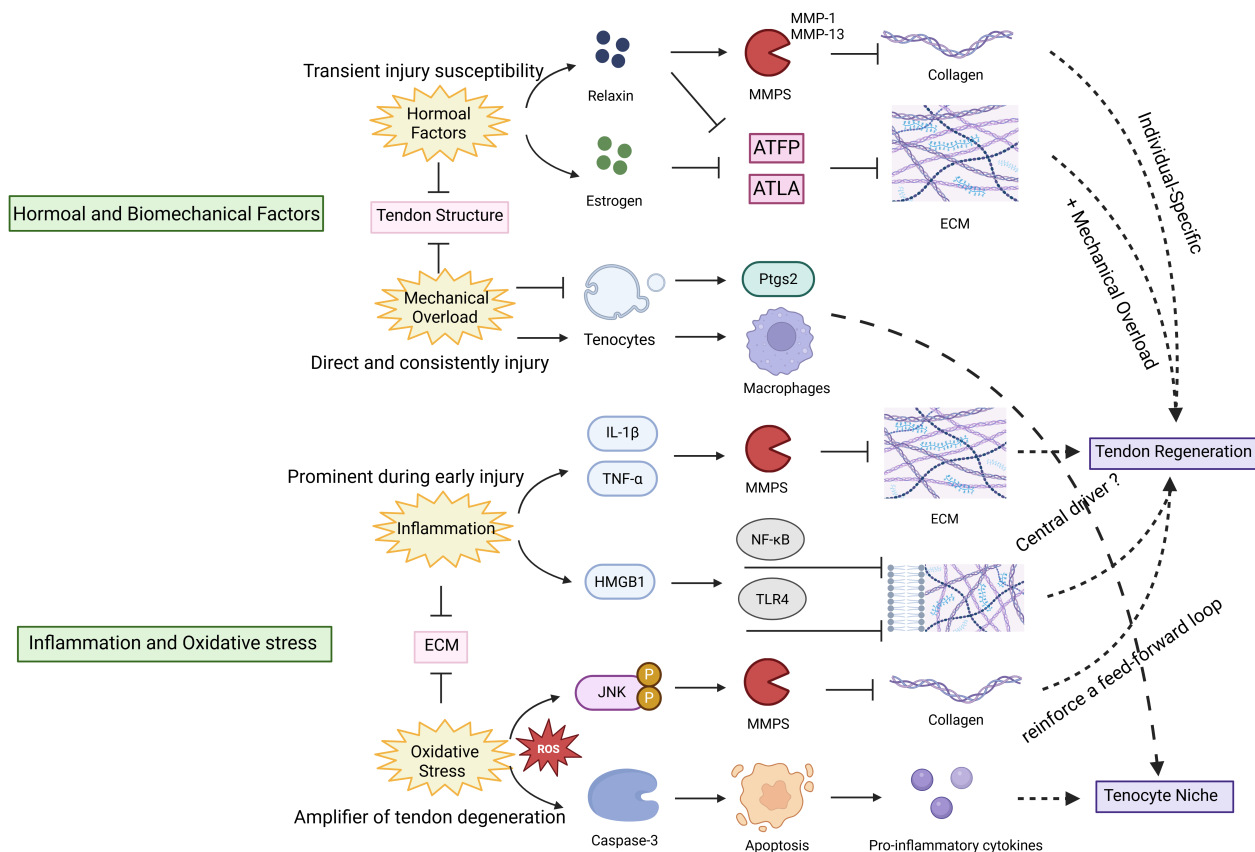 MMP-1
MMP-13
Transient injury susceptibility
Hormoal
Factors
Relaxin
MMPS
Collagen
Individual-Specific
ATFP
ATLA
Estrogen
ECM
Hormoal and Biomechanical Factors
Tendon Structure
+ Mechanical Overload
Mechanical
Overload
Tenocytes
Ptgs2
Macrophages
Direct and consistently injury
IL-1β
TNF-α
MMPS
ECM
Tendon Regeneration
Prominent during early injury
Inflammation
Central driver ?
NF-κB
HMGB1
TLR4
Inflammation and Oxidative stress
ECM
reinforce a feed-forward loop
JNK
P
P
MMPS
Collagen
ROS
Oxidative
Stress
Amplifier of tendon degeneration
Caspase-3
Apoptosis
Pro-inflammatory cytokines
Tenocyte Niche